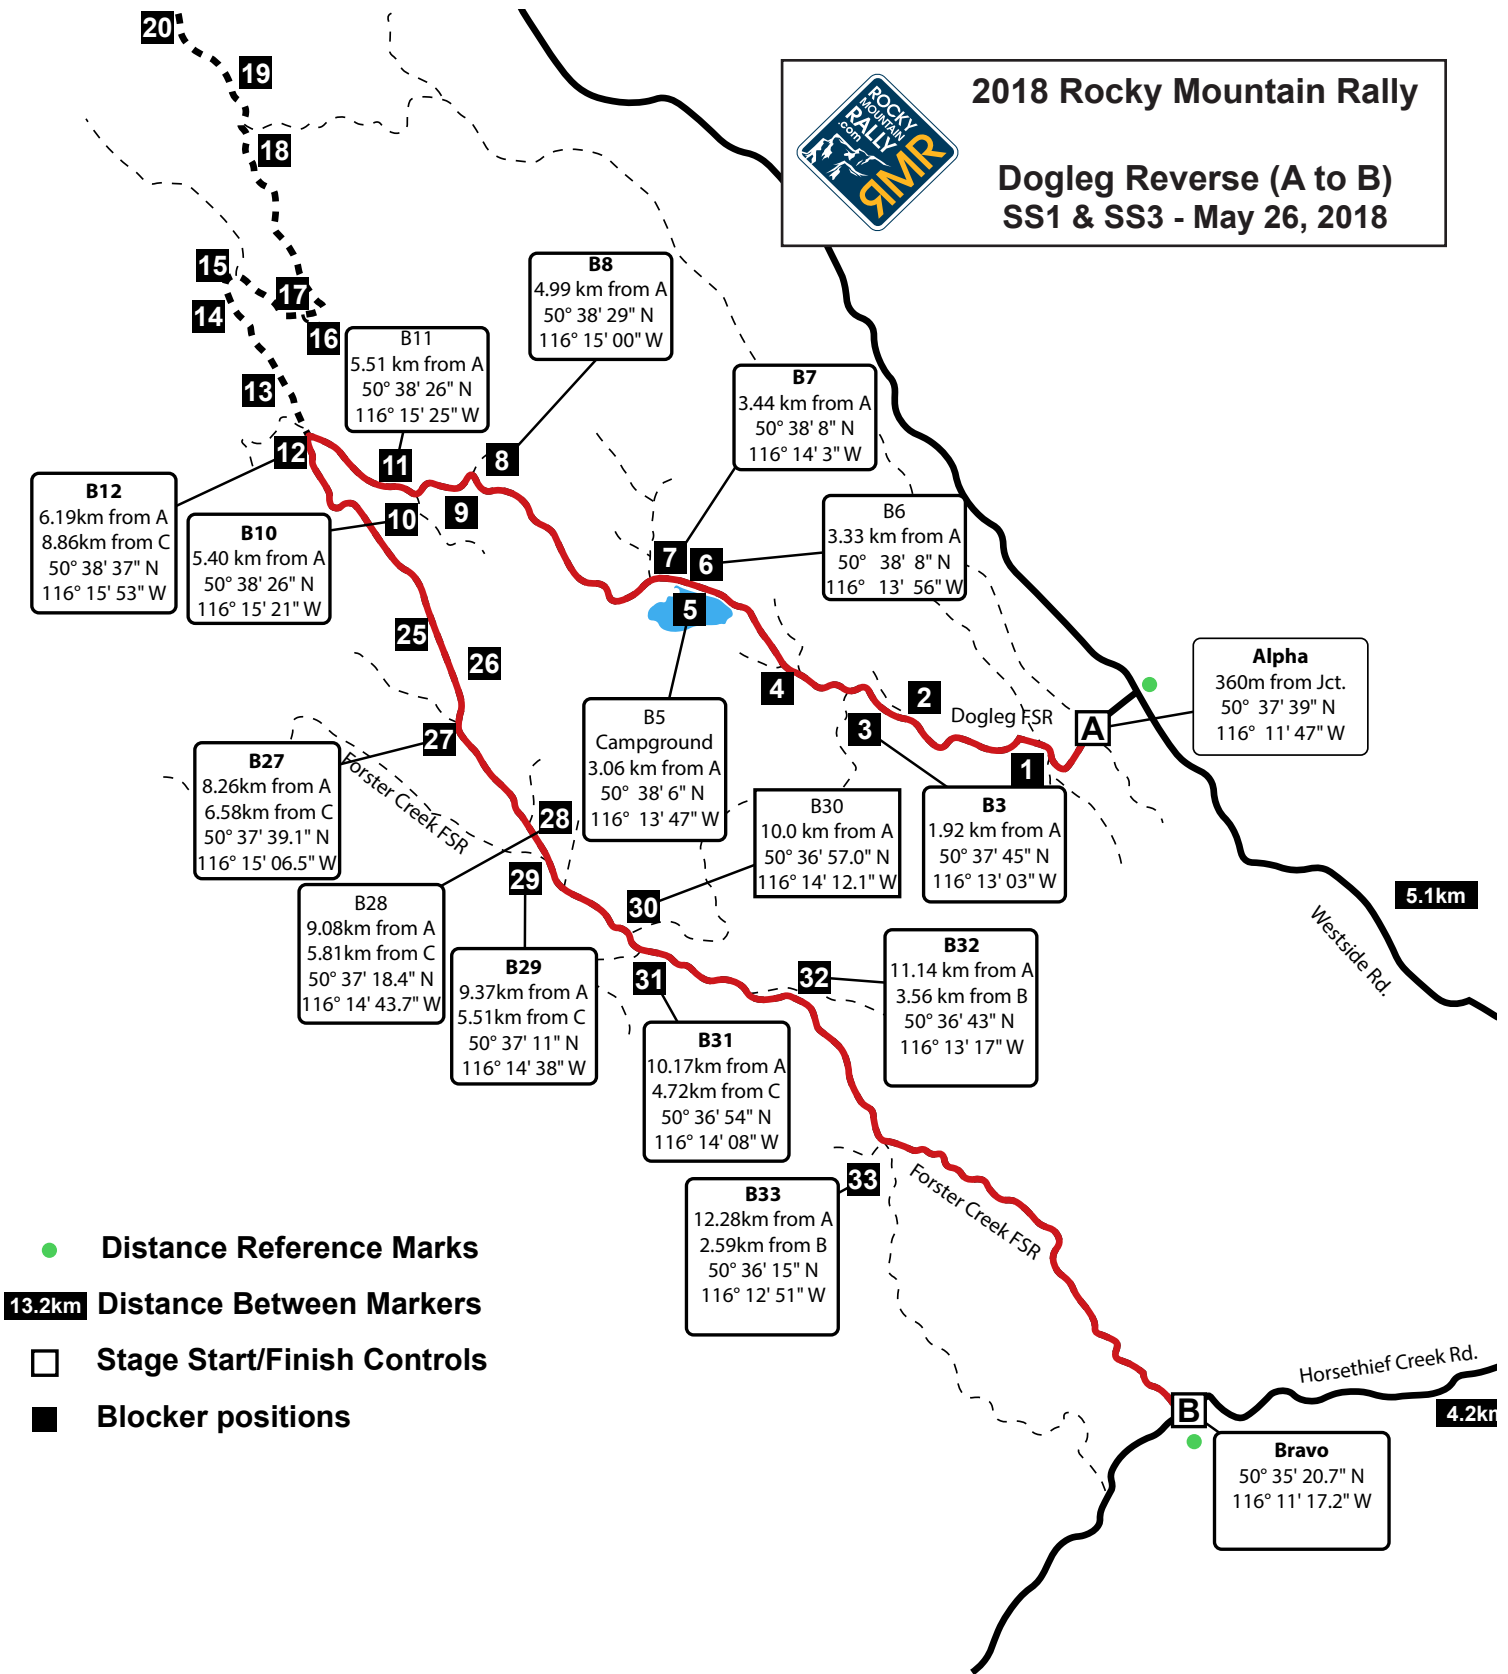 2018 Rocky Mountain Rally
Dogleg Reverse (A to B)
SS1 & SS3 - May 26, 2018
ROCKY
MOUNTAIN
RALLY
.com
RMR
20
19
18
17
16
15
14
13
12
11
10
9
8
7
6
5
4
3
2
1
25
26
27
28
29
30
31
32
33
A
B
B8
4.99 km from A
50° 38' 29" N
116° 15' 00" W
B11
5.51 km from A
50° 38' 26" N
116° 15' 25" W
B7
3.44 km from A
50° 38' 8" N
116° 14' 3" W
B12
6.19km from A
8.86km from C
50° 38' 37" N
116° 15' 53" W
B10
5.40 km from A
50° 38' 26" N
116° 15' 21" W
B6
3.33 km from A
50° 38' 8" N
116° 13' 56" W
Alpha
360m from Jct.
50° 37' 39" N
116° 11' 47" W
Dogleg FSR
B5
Campground
3.06 km from A
50° 38' 6" N
116° 13' 47" W
B27
8.26km from A
6.58km from C
50° 37' 39.1" N
116° 15' 06.5" W
Forster Creek FSR
B30
10.0 km from A
50° 36' 57.0" N
116° 14' 12.1" W
B3
1.92 km from A
50° 37' 45" N
116° 13' 03" W
5.1km
Westside Rd.
B28
9.08km from A
5.81km from C
50° 37' 18.4" N
116° 14' 43.7" W
B29
9.37km from A
5.51km from C
50° 37' 11" N
116° 14' 38" W
B32
11.14 km from A
3.56 km from B
50° 36' 43" N
116° 13' 17" W
B31
10.17km from A
4.72km from C
50° 36' 54" N
116° 14' 08" W
B33
12.28km from A
2.59km from B
50° 36' 15" N
116° 12' 51" W
Forster Creek FSR
Distance Reference Marks
13.2km Distance Between Markers
Stage Start/Finish Controls
Blocker positions
Horsethief Creek Rd.
4.2km
Bravo
50° 35' 20.7" N
116° 11' 17.2" W